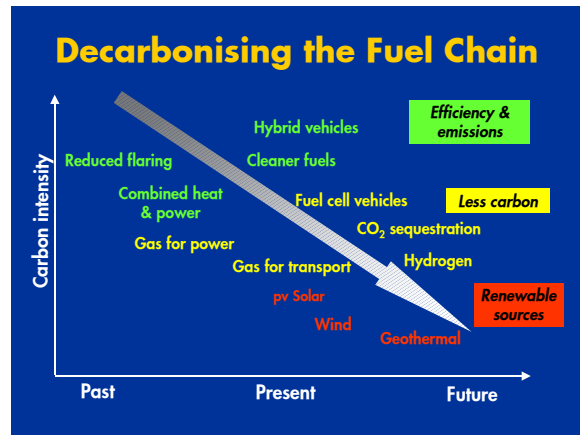 Decarbonising the Fuel Chain
Efficiency &
emissions
Hybrid vehicles
Reduced flaring
Cleaner fuels
Combined heat
& power
Fuel cell vehicles
Less carbon
CO₂ sequestration
Gas for power
Hydrogen
Gas for transport
pv Solar
Renewable
sources
Wind
Geothermal
Carbon intensity
Past
Present
Future